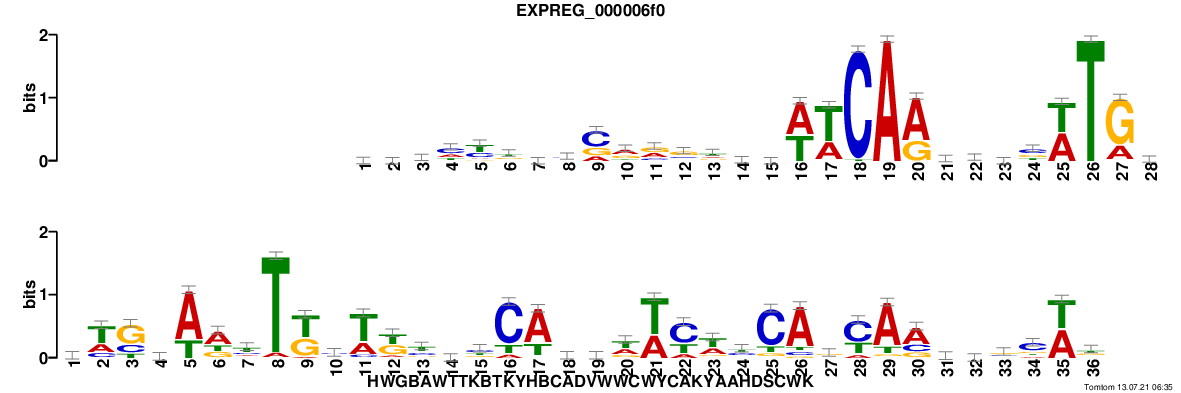 EXPREG_000006f0
2
1
0
bits
1 2 3 4 5 6 7 8 9 10 11 12 13 14 15 16 17 18 19 20 21 22 23 24 25 26 27 28
2
1
0
bits
1 2 3 4 5 6 7 8 9 10 11 12 13 14 15 16 17 18 19 20 21 22 23 24 25 26 27 28 29 30 31 32 33 34 35 36
HWGBAWTTKBTKYHBCADVWWCWYCAKYAAHDSCWK
Tomtom 13.07.21 06:35